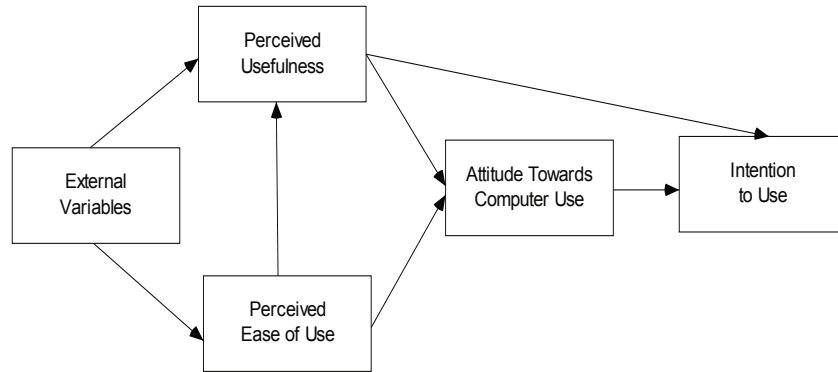 Perceived
Usefulness
External
Variables
Attitude Towards
Computer Use
Intention
to Use
Perceived
Ease of Use